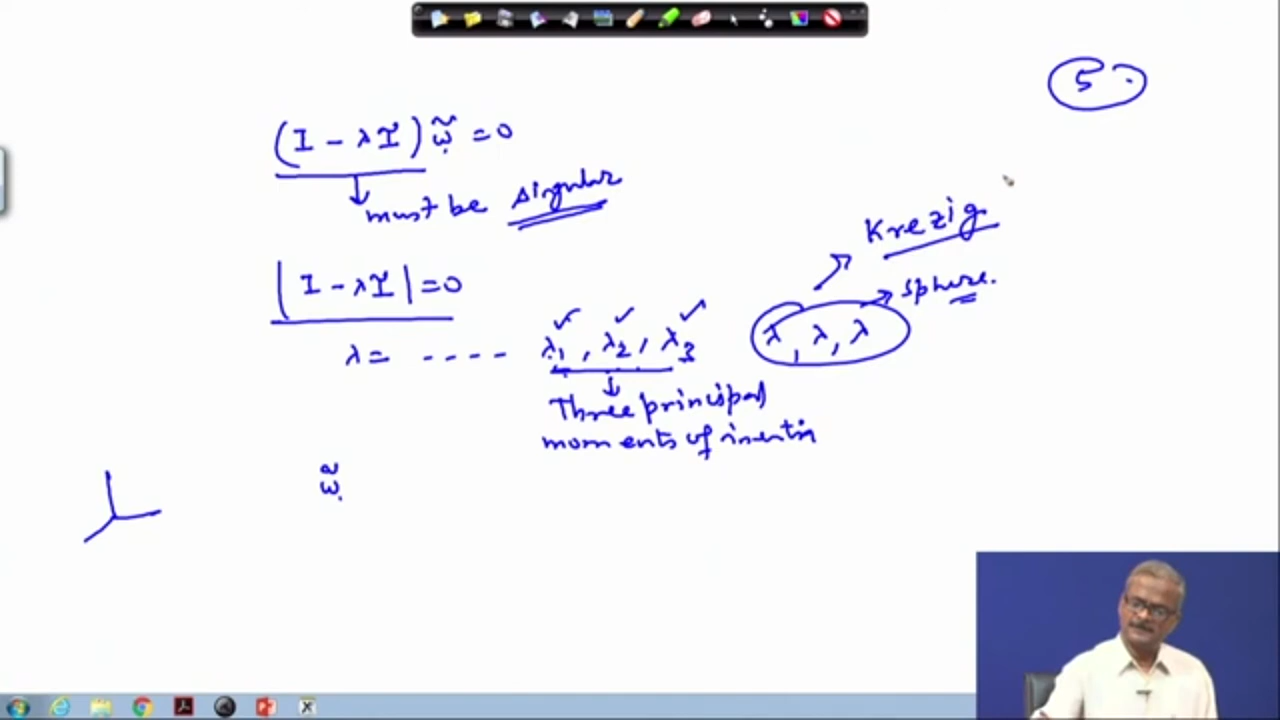 5
(I - λI) ω̃ = 0
must be singular
|I - λI| = 0
Krezig
sphere.
λ = - - - - λ1, λ2, λ3
λ, λ, λ
Three principal
moments of inertia
ω̃